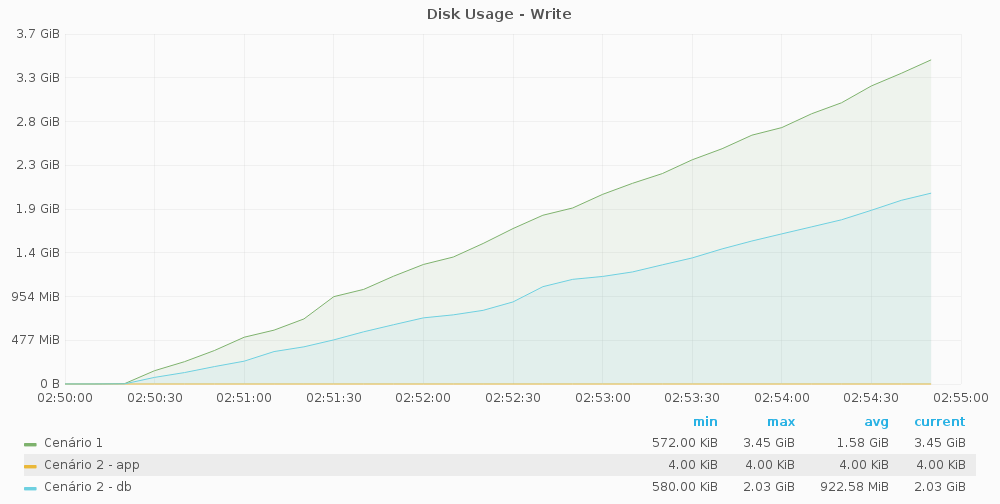 Disk Usage - Write
3.7 GiB
3.3 GiB
2.8 GiB
2.3 GiB
1.9 GiB
1.4 GiB
954 MiB
477 MiB
0 B
02:50:00 02:50:30 02:51:00 02:51:30 02:52:00 02:52:30 02:53:00 02:53:30 02:54:00 02:54:30 02:55:00
min max avg current
Cenário 1 572.00 KiB 3.45 GiB 1.58 GiB 3.45 GiB
Cenário 2 - app 4.00 KiB 4.00 KiB 4.00 KiB 4.00 KiB
Cenário 2 - db 580.00 KiB 2.03 GiB 922.58 MiB 2.03 GiB